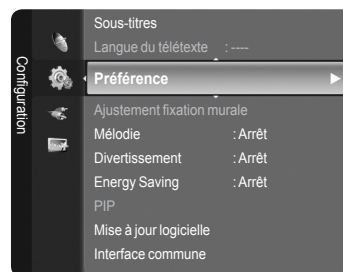 Configuration
Sous-titres
Langue du télétexte : ----
Préférence
Ajustement fixation murale
Mélodie : Arrêt
Divertissement : Arrêt
Energy Saving : Arrêt
PIP
Mise à jour logicielle
Interface commune